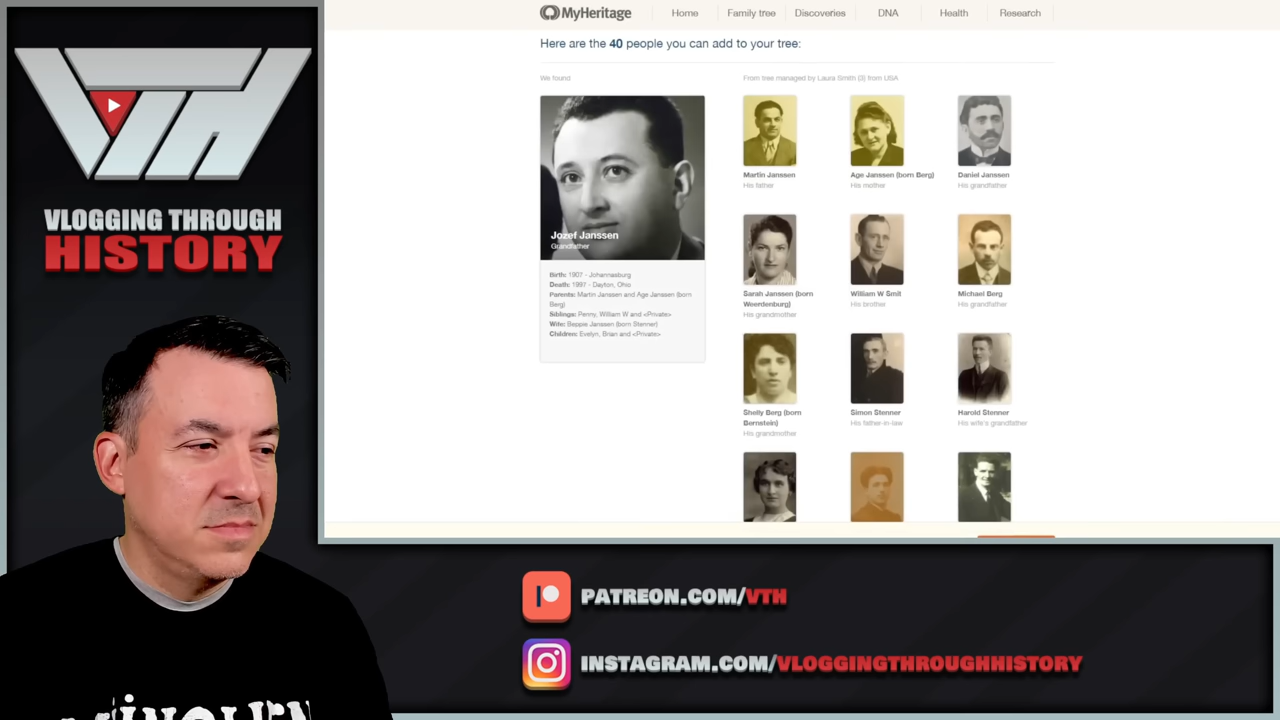 VTH
VLOGGING THROUGH
HISTORY
MyHeritage
Home
Family tree
Discoveries
DNA
Health
Research
Here are the 40 people you can add to your tree:
We found
From tree managed by Laura Smith (3) from USA
Jozef Janssen
Grandfather
Birth: 1907 - Johannasburg
Death: 1997 - Dayton, Ohio
Parents: Martin Janssen and Age Janssen (born
Berg)
Siblings: Penny, William W and <Private>
Wife: Beppie Janssen (born Stenner)
Children: Evelyn, Brian and <Private>
Martin Janssen
His father
Age Janssen (born Berg)
His mother
Daniel Janssen
His grandfather
Sarah Janssen (born
Weerdenburg)
His grandmother
William W Smit
His brother
Michael Berg
His grandfather
Shelly Berg (born
Bernstein)
His grandmother
Simon Stenner
His father-in-law
Harold Stenner
His wife's grandfather
PATREON.COM/VTH
INSTAGRAM.COM/VLOGGINGTHROUGHHISTORY